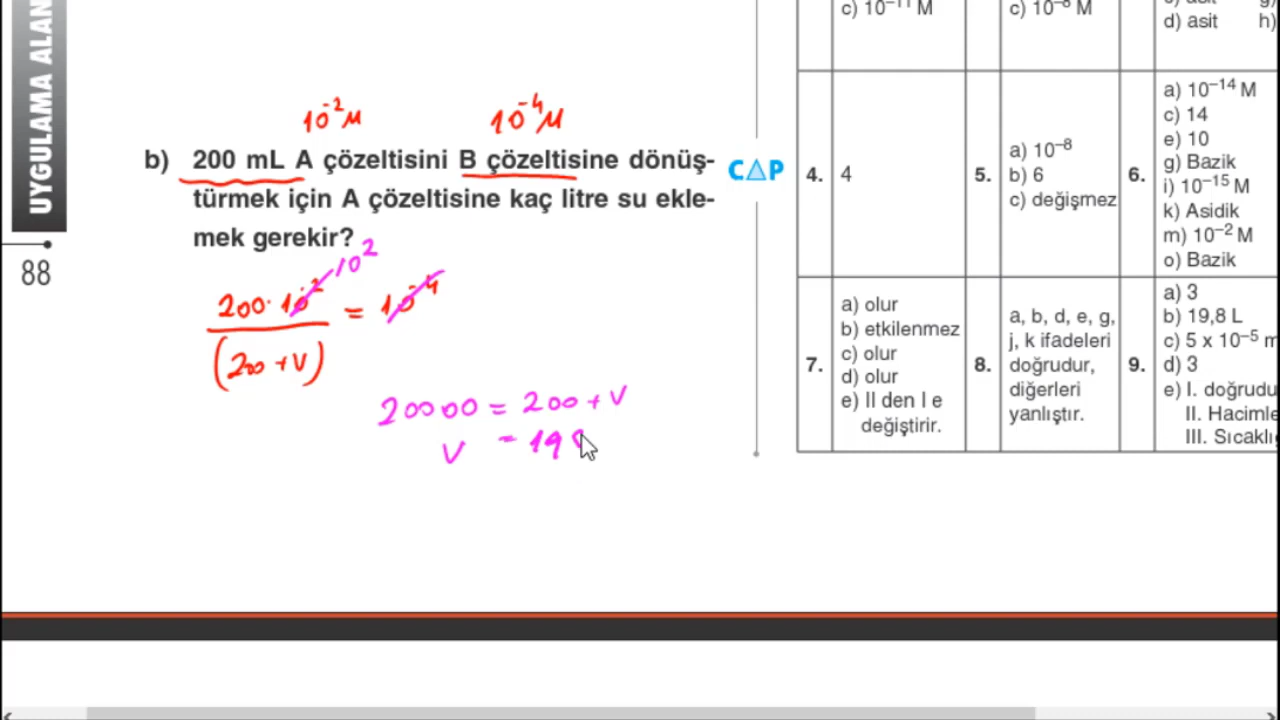 UYGULAMA ALAN
88
10⁻²M 10⁻⁴M
b) 200 mL A çözeltisini B çözeltisine dönüş-
türmek için A çözeltisine kaç litre su ekle-
mek gerekir?
10²
200·10⁻² = 10⁻⁴
(200 + V)
20000 = 200 + V
V = 198
CAP
c) 10⁻¹¹ M
c) 10⁻⁸ M
d) asit h)
4. 4
5.
a) 10⁻⁸
b) 6
c) değişmez
6.
a) 10⁻¹⁴ M
c) 14
e) 10
g) Bazik
i) 10⁻¹⁵ M
k) Asidik
m) 10⁻² M
o) Bazik
7.
a) olur
b) etkilenmez
c) olur
d) olur
e) II den I e
değiştirir.
8.
a, b, d, e, g,
j, k ifadeleri
doğrudur,
diğerleri
yanlıştır.
9.
a) 3
b) 19,8 L
c) 5 x 10⁻⁵ m
d) 3
e) I. doğrudu
II. Hacimle
III. Sıcaklı